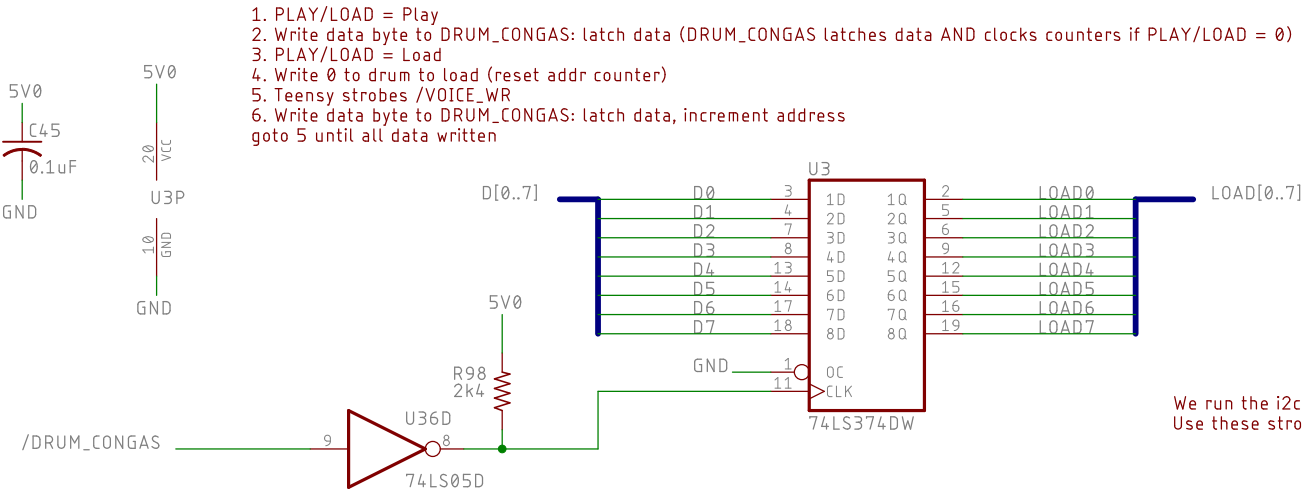 1. PLAY/LOAD = Play
2. Write data byte to DRUM_CONGAS: latch data (DRUM_CONGAS latches data AND clocks counters if PLAY/LOAD = 0)
3. PLAY/LOAD = Load
4. Write 0 to drum to load (reset addr counter)
5. Teensy strobes /VOICE_WR
6. Write data byte to DRUM_CONGAS: latch data, increment address
goto 5 until all data written
5V0
C45
0.1uF
GND
5V0
20
VCC
U3P
10
GND
GND
D[0..7]
U3
LOAD[0..7]
D0 3 1D 1Q 2 LOAD0
D1 4 2D 2Q 5 LOAD1
D2 7 3D 3Q 6 LOAD2
D3 8 4D 4Q 9 LOAD3
D4 13 5D 5Q 12 LOAD4
D5 14 6D 6Q 15 LOAD5
D6 17 7D 7Q 16 LOAD6
D7 18 8D 8Q 19 LOAD7
GND 1 OC
11 CLK
74LS374DW
5V0
R98
2k4
U36D
/DRUM_CONGAS 9 8
74LS05D
We run the i2c
Use these stro